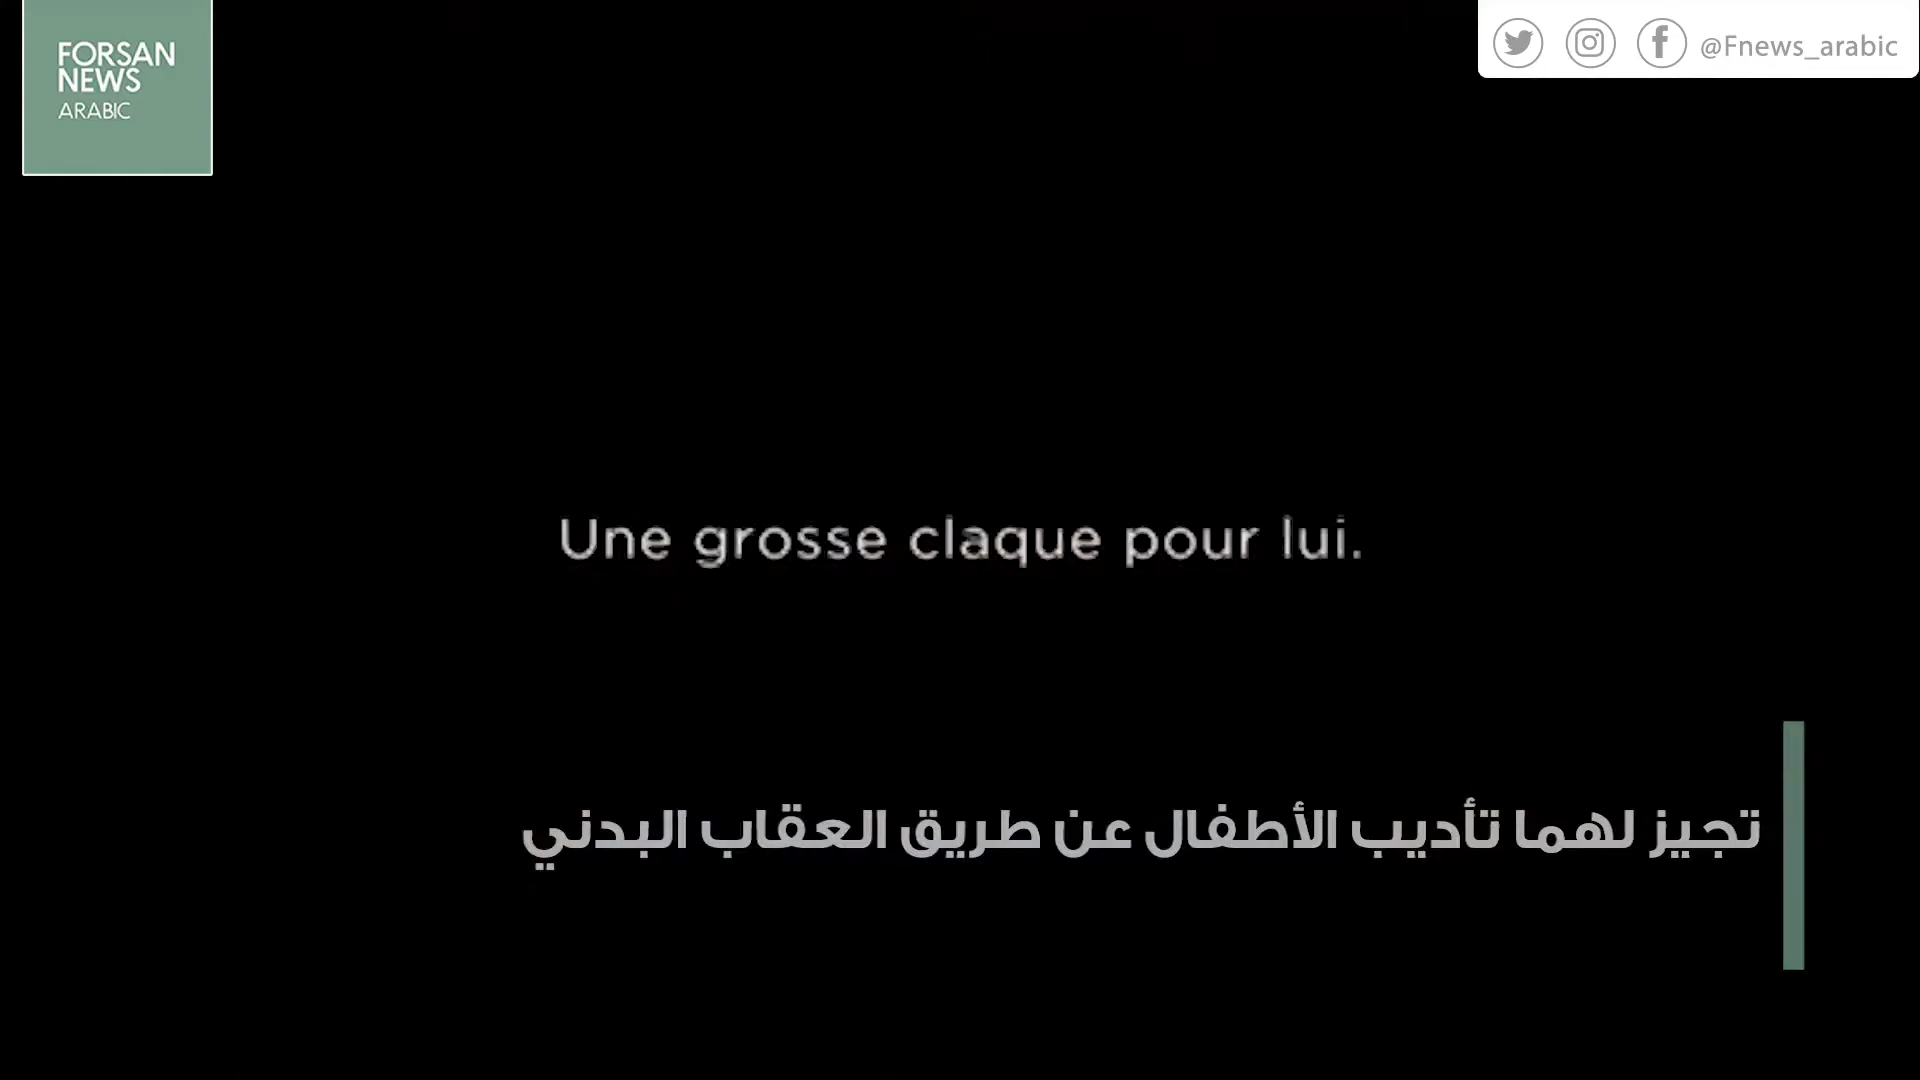 FORSAN
NEWS
ARABIC
@Fnews_arabic
Une grosse claque pour lui.
تجيز لهما تأديب الأطفال عن طريق العقاب البدني